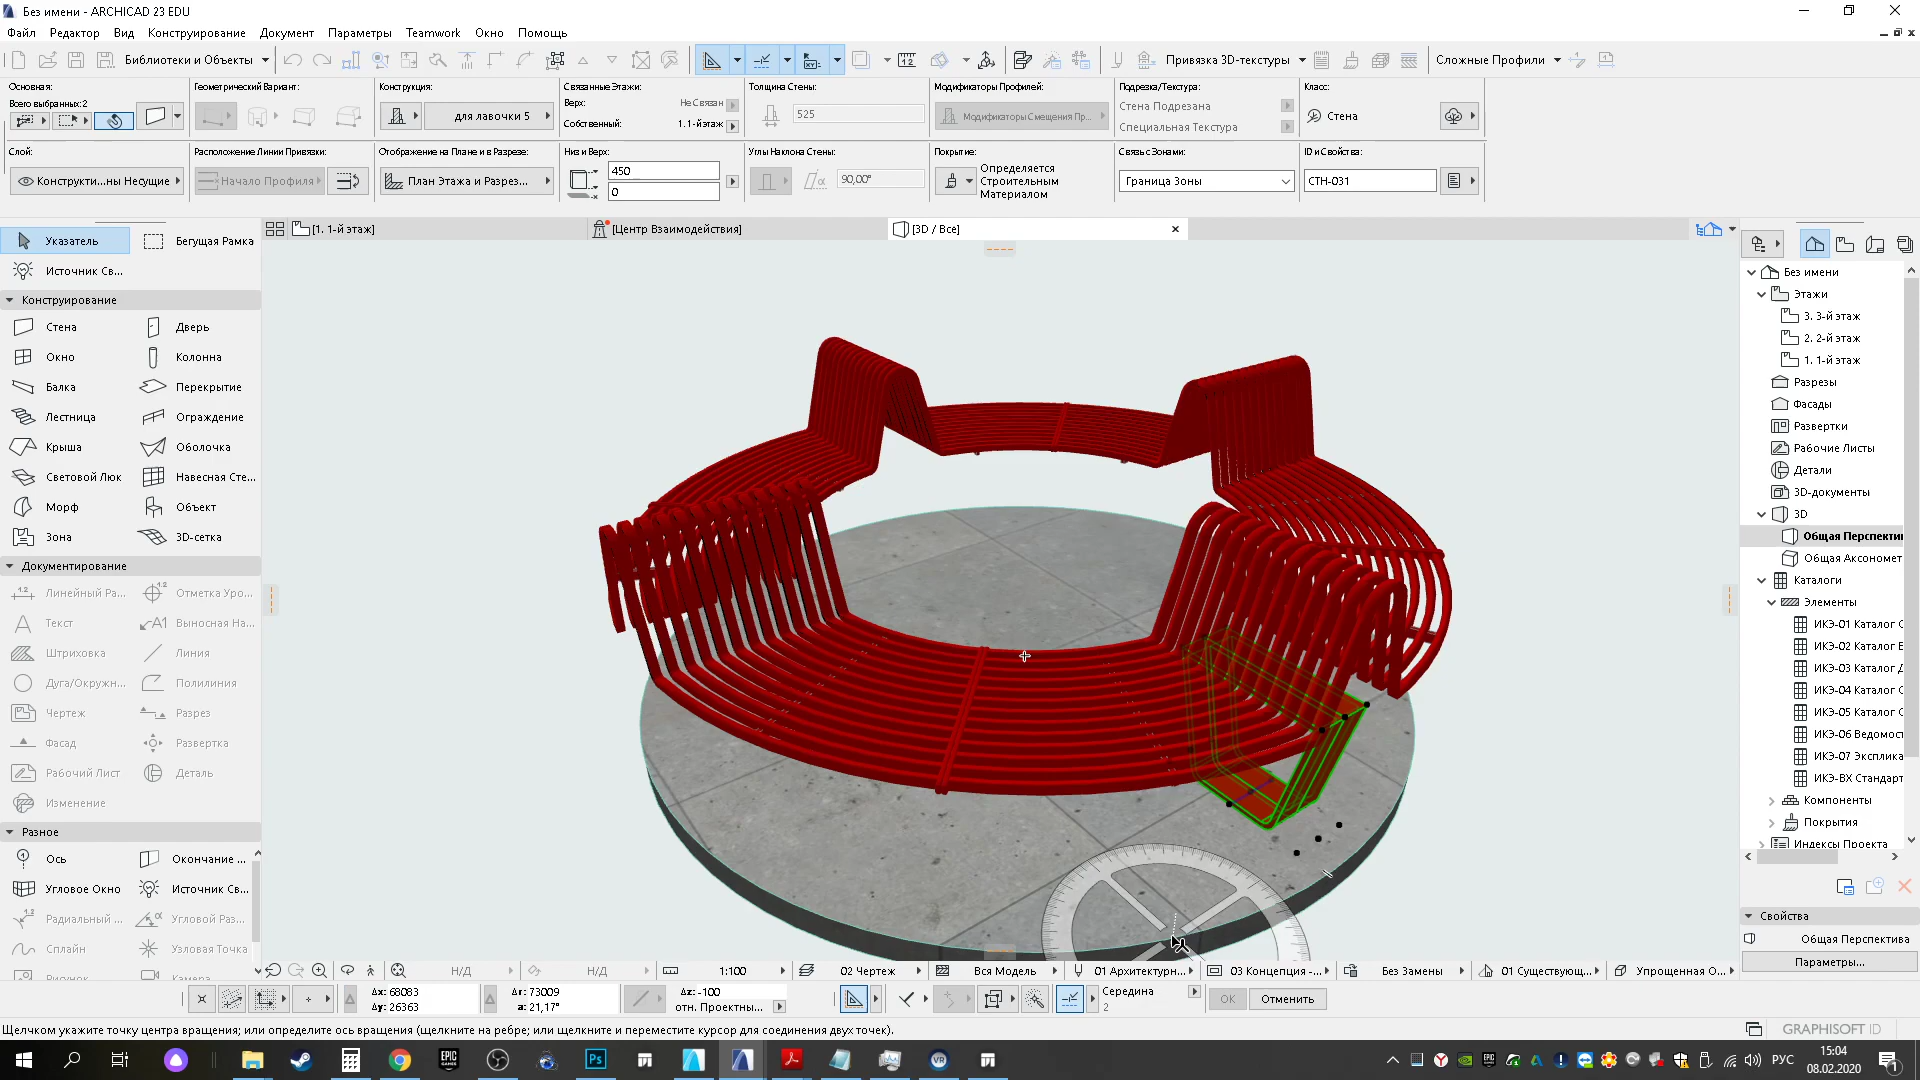 Без имени - ARCHICAD 23 EDU
Файл Редактор Вид Конструирование Документ Параметры Teamwork Окно Помощь
Библиотеки и Объекты Привязка 3D-текстуры Сложные Профили
Основная: Геометрический Вариант: Конструкция: Связанные Этажи: Толщина Стены: Модификаторы Профилей: Подрезка/Текстура: Класс:
Всего выбранных: 2 Верх: Не Связан Стена Подрезана
для лавочки 5 525 Модификаторы Смещения Пр... Стена
Собственный: 1. 1-й этаж Специальная Текстура
Слой: Расположение Линии Привязки: Отображение на Плане и в Разрезе: Низ и Верх: Углы Наклона Стены: Покрытие: Связь с Зонами: ID и Свойства:
Конструкти...ны Несущие Начало Профиля План Этажа и Разрез... 450 90,00° Определяется Граница Зоны СТН-031
0 Строительным
Материалом
Указатель Бегущая Рамка
[1. 1-й этаж] [Центр Взаимодействия] [3D / Все]
Источник Св...
Конструирование
Стена Дверь
Окно Колонна
Балка Перекрытие
Лестница Ограждение
Крыша Оболочка
Световой Люк Навесная Сте...
Морф Объект
Зона 3D-сетка
Документирование
Линейный Ра... Отметка Уро...
Текст Выносная На...
Штриховка Линия
Дуга/Окружн... Полилиния
Чертеж Разрез
Фасад Развертка
Рабочий Лист Деталь
Изменение
Разное
Ось Окончание ...
Угловое Окно Источник Св...
Радиальный ... Угловой Раз...
Сплайн Узловая Точка
Без имени
Этажи
3. 3-й этаж
2. 2-й этаж
1. 1-й этаж
Разрезы
Фасады
Развертки
Рабочие Листы
Детали
3D-документы
3D
Общая Перспекти
Общая Аксономет
Каталоги
Элементы
ИКЭ-01 Каталог С
ИКЭ-02 Каталог Е
ИКЭ-03 Каталог Д
ИКЭ-04 Каталог С
ИКЭ-05 Каталог С
ИКЭ-06 Ведомост
ИКЭ-07 Эксплика
ИКЭ-ВХ Стандарт
Компоненты
Покрытия
Индексы Проекта
Свойства
Общая Перспектива
Параметры...
Н/Д Н/Д 1:100 02 Чертеж Вся Модель 01 Архитектурн... 03 Концепция -... Без Замены 01 Существующ... Упрощенная О...
Δx: 68083 Δr: 73009 Δz: -100 Середина
Δy: 26363 a: 21,17° отн. Проектны... 2 ОК Отменить
Щелчком укажите точку центра вращения; или определите ось вращения (щелкните на ребре; или щелкните и переместите курсор для соединения двух точек).
GRAPHISOFT ID
РУС 15:04
08.02.2020